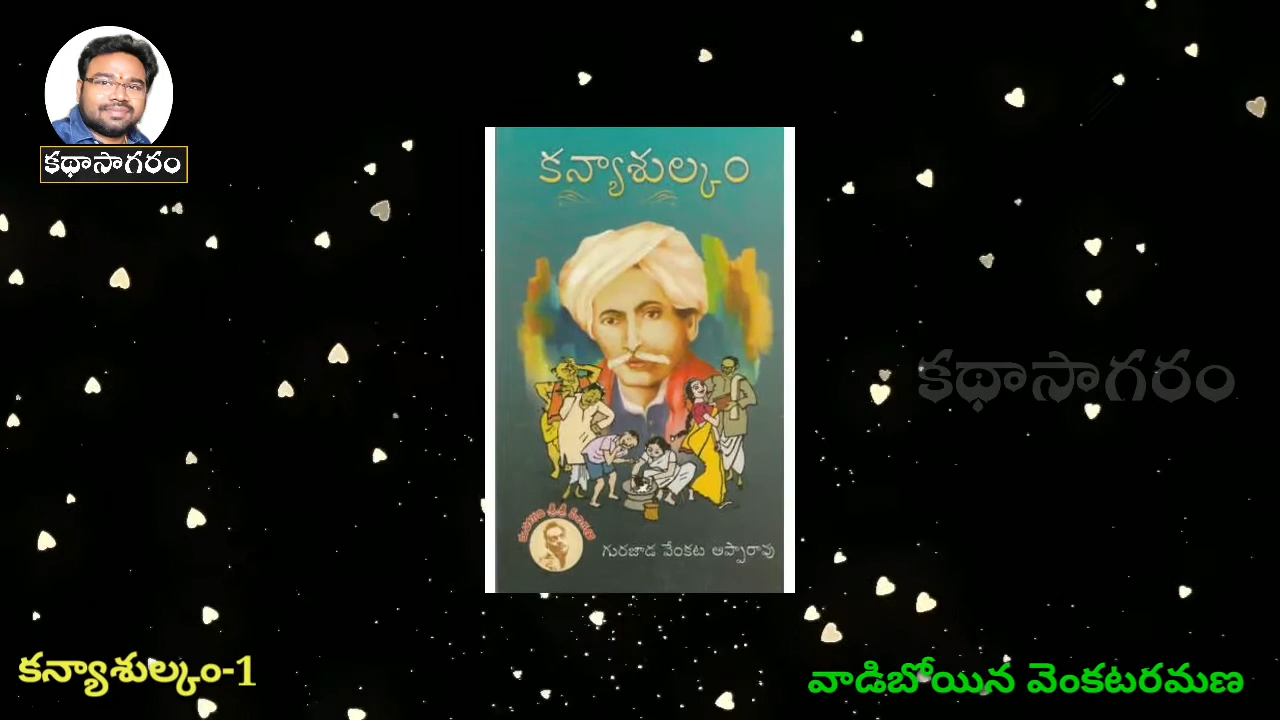 కథాసాగరం
కన్యాశుల్కం
కథాసాగరం
గురజాడ వేంకట అప్పారావు
కన్యాశుల్కం-1
వాడిబోయిన వెంకటరమణ